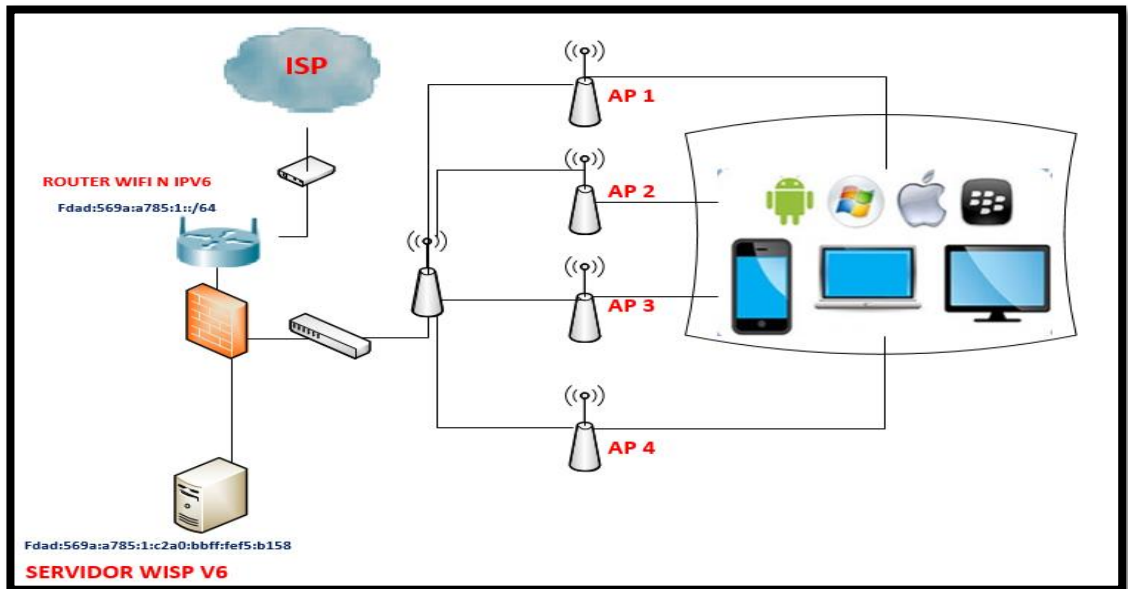 ISP
AP 1
ROUTER WIFI N IPV6
Fdad:569a:a785:1::/64
AP 2
AP 3
AP 4
Fdad:569a:a785:1:c2a0:bbff:fef5:b158
SERVIDOR WISP V6